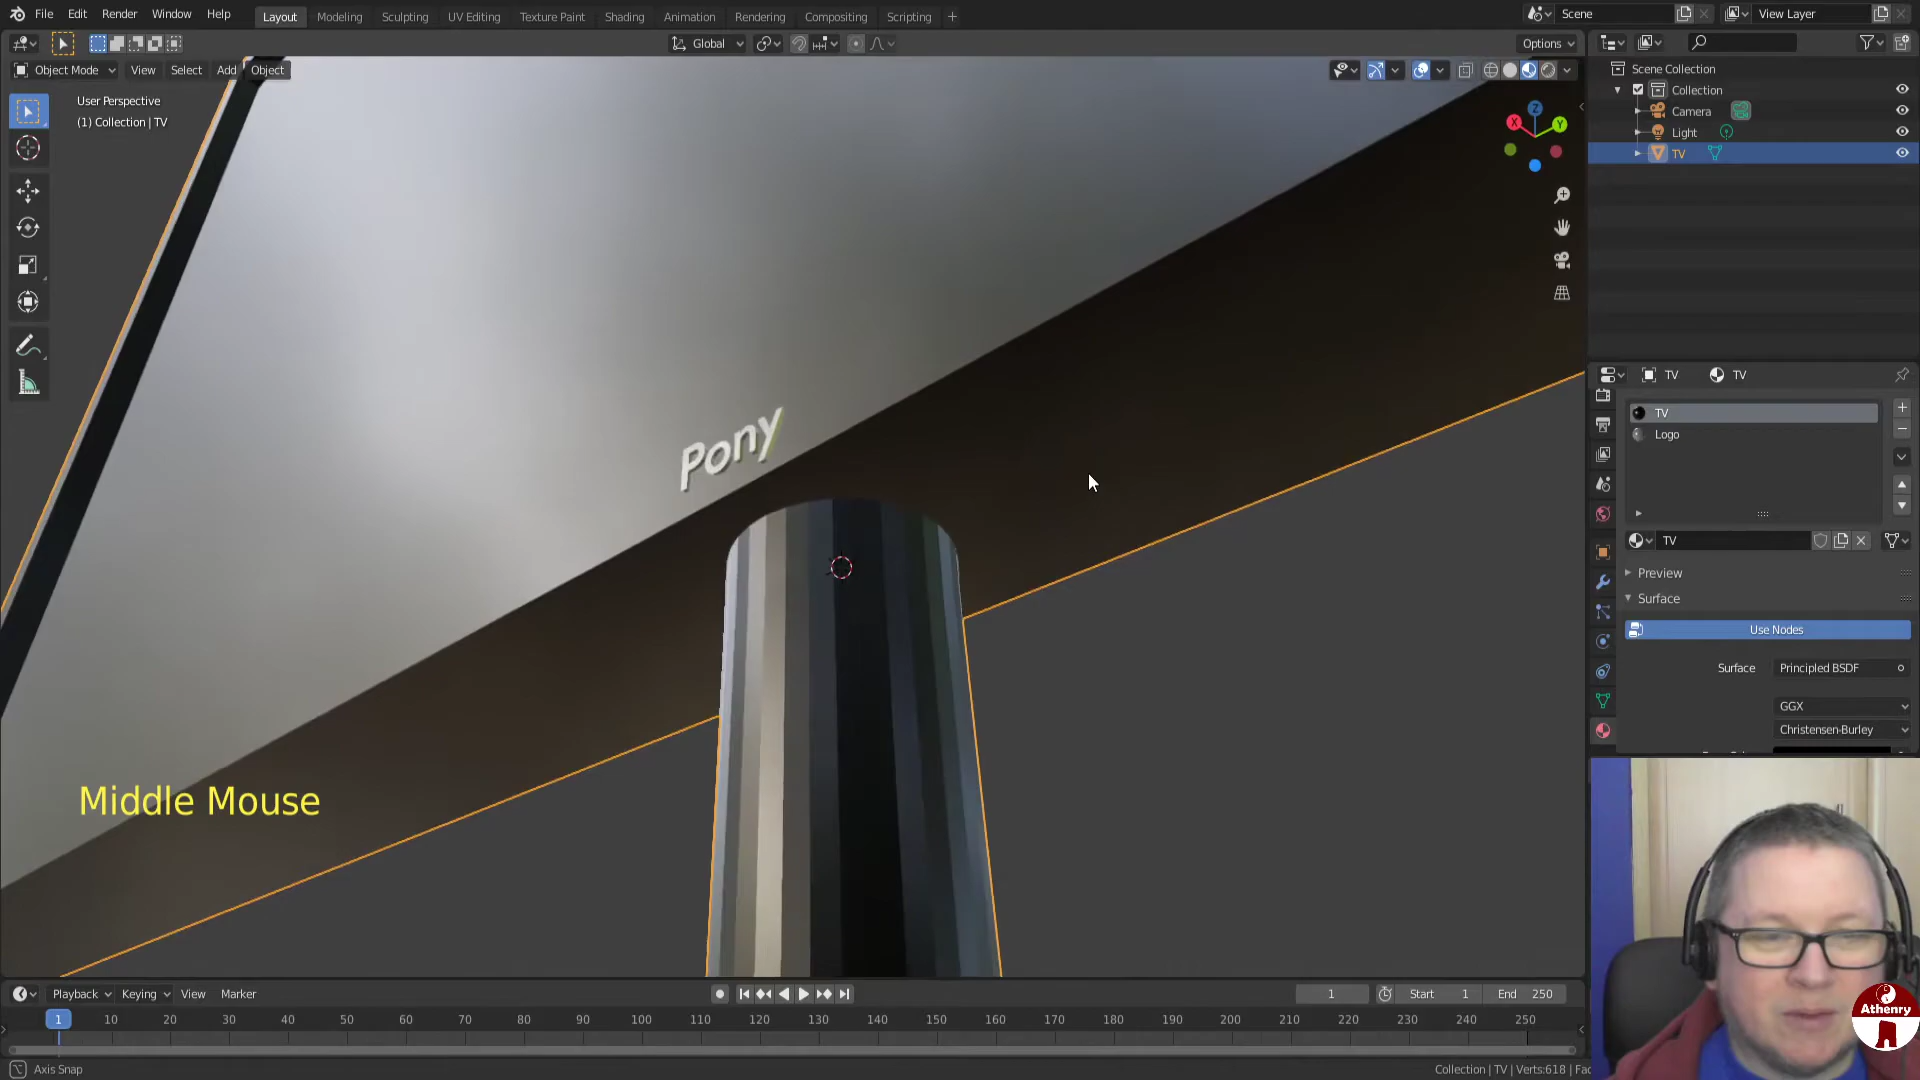 File Edit Render Window Help Layout Modeling Sculpting UV Editing Texture Paint Shading Animation Rendering Compositing Scripting + Scene View Layer
Global Options
Object Mode View Select Add Object
User Perspective
(1) Collection | TV
X Y Z
Scene Collection
Collection
Camera
Light
TV
TV TV
TV
Logo
TV
Preview
Surface
Use Nodes
Surface Principled BSDF
GGX
Christensen-Burley
Pony
Middle Mouse
Athenry
Playback Keying View Marker 1 Start 1 End 250
1 10 20 30 40 50 60 70 80 90 100 110 120 130 140 150 160 170 180 190 200 210 220 230 240 250
Axis Snap Collection | TV | Verts:618 | Fac